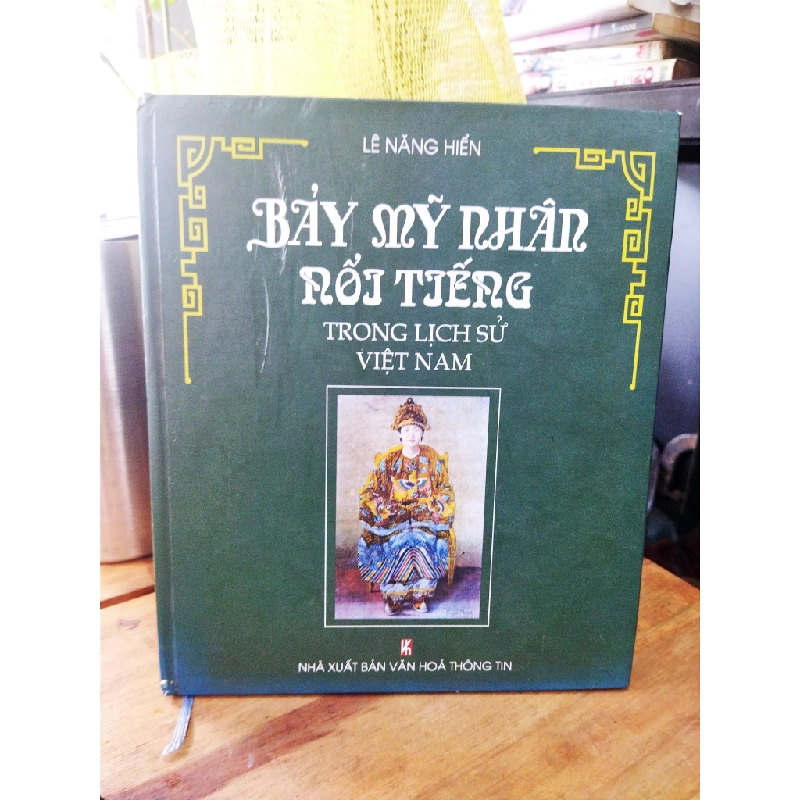 LÊ NĂNG HIỂN
BẢY MỸ NHÂN
NỔI TIẾNG
TRONG LỊCH SỬ
VIỆT NAM
NHÀ XUẤT BẢN VĂN HOÁ THÔNG TIN